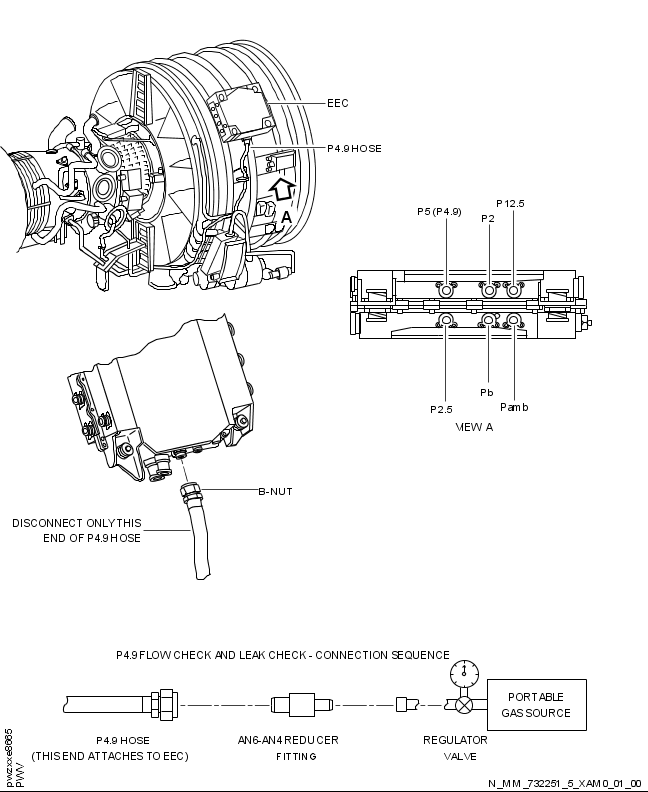 EEC
P4.9 HOSE
A
P5 (P4.9)
P2
P12.5
P2.5
Pb
Pamb
VIEW A
B-NUT
DISCONNECT ONLY THIS
END OF P4.9 HOSE
P4.9 FLOW CHECK AND LEAK CHECK - CONNECTION SEQUENCE
PORTABLE
GAS SOURCE
P4.9 HOSE
(THIS END ATTACHES TO EEC)
AN6-AN4 REDUCER
FITTING
REGULATOR
VALVE
pwzxxe8665
PWV
N_MM_732251_5_XAM0_01_00